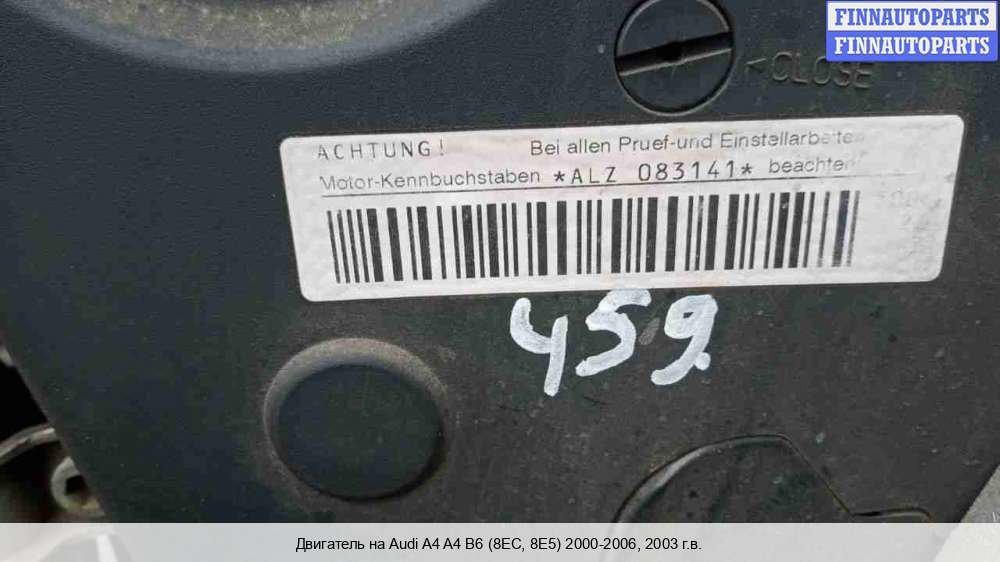 FINNAUTOPARTS
FINNAUTOPARTS
<CLOSE
ACHTUNG! Bei allen Pruef-und Einstellarbeiten
Motor-Kennbuchstaben *ALZ 083141* beachten
459
Двигатель на Audi A4 A4 B6 (8EC, 8E5) 2000-2006, 2003 г.в.